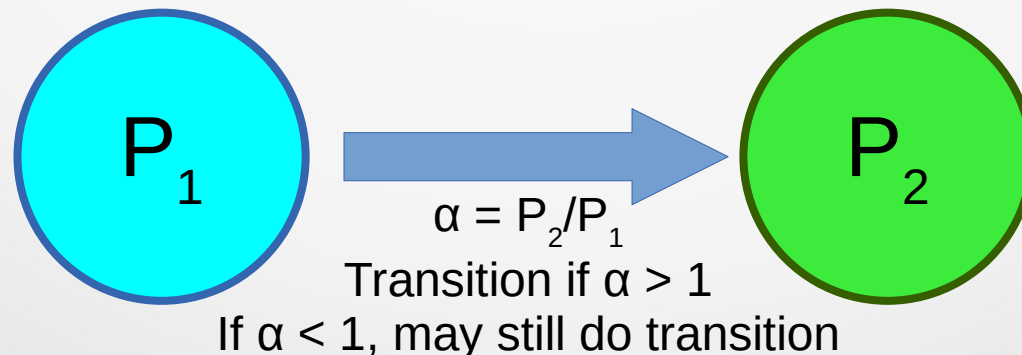 P₁
P₂
α = P₂/P₁
Transition if α > 1
If α < 1, may still do transition